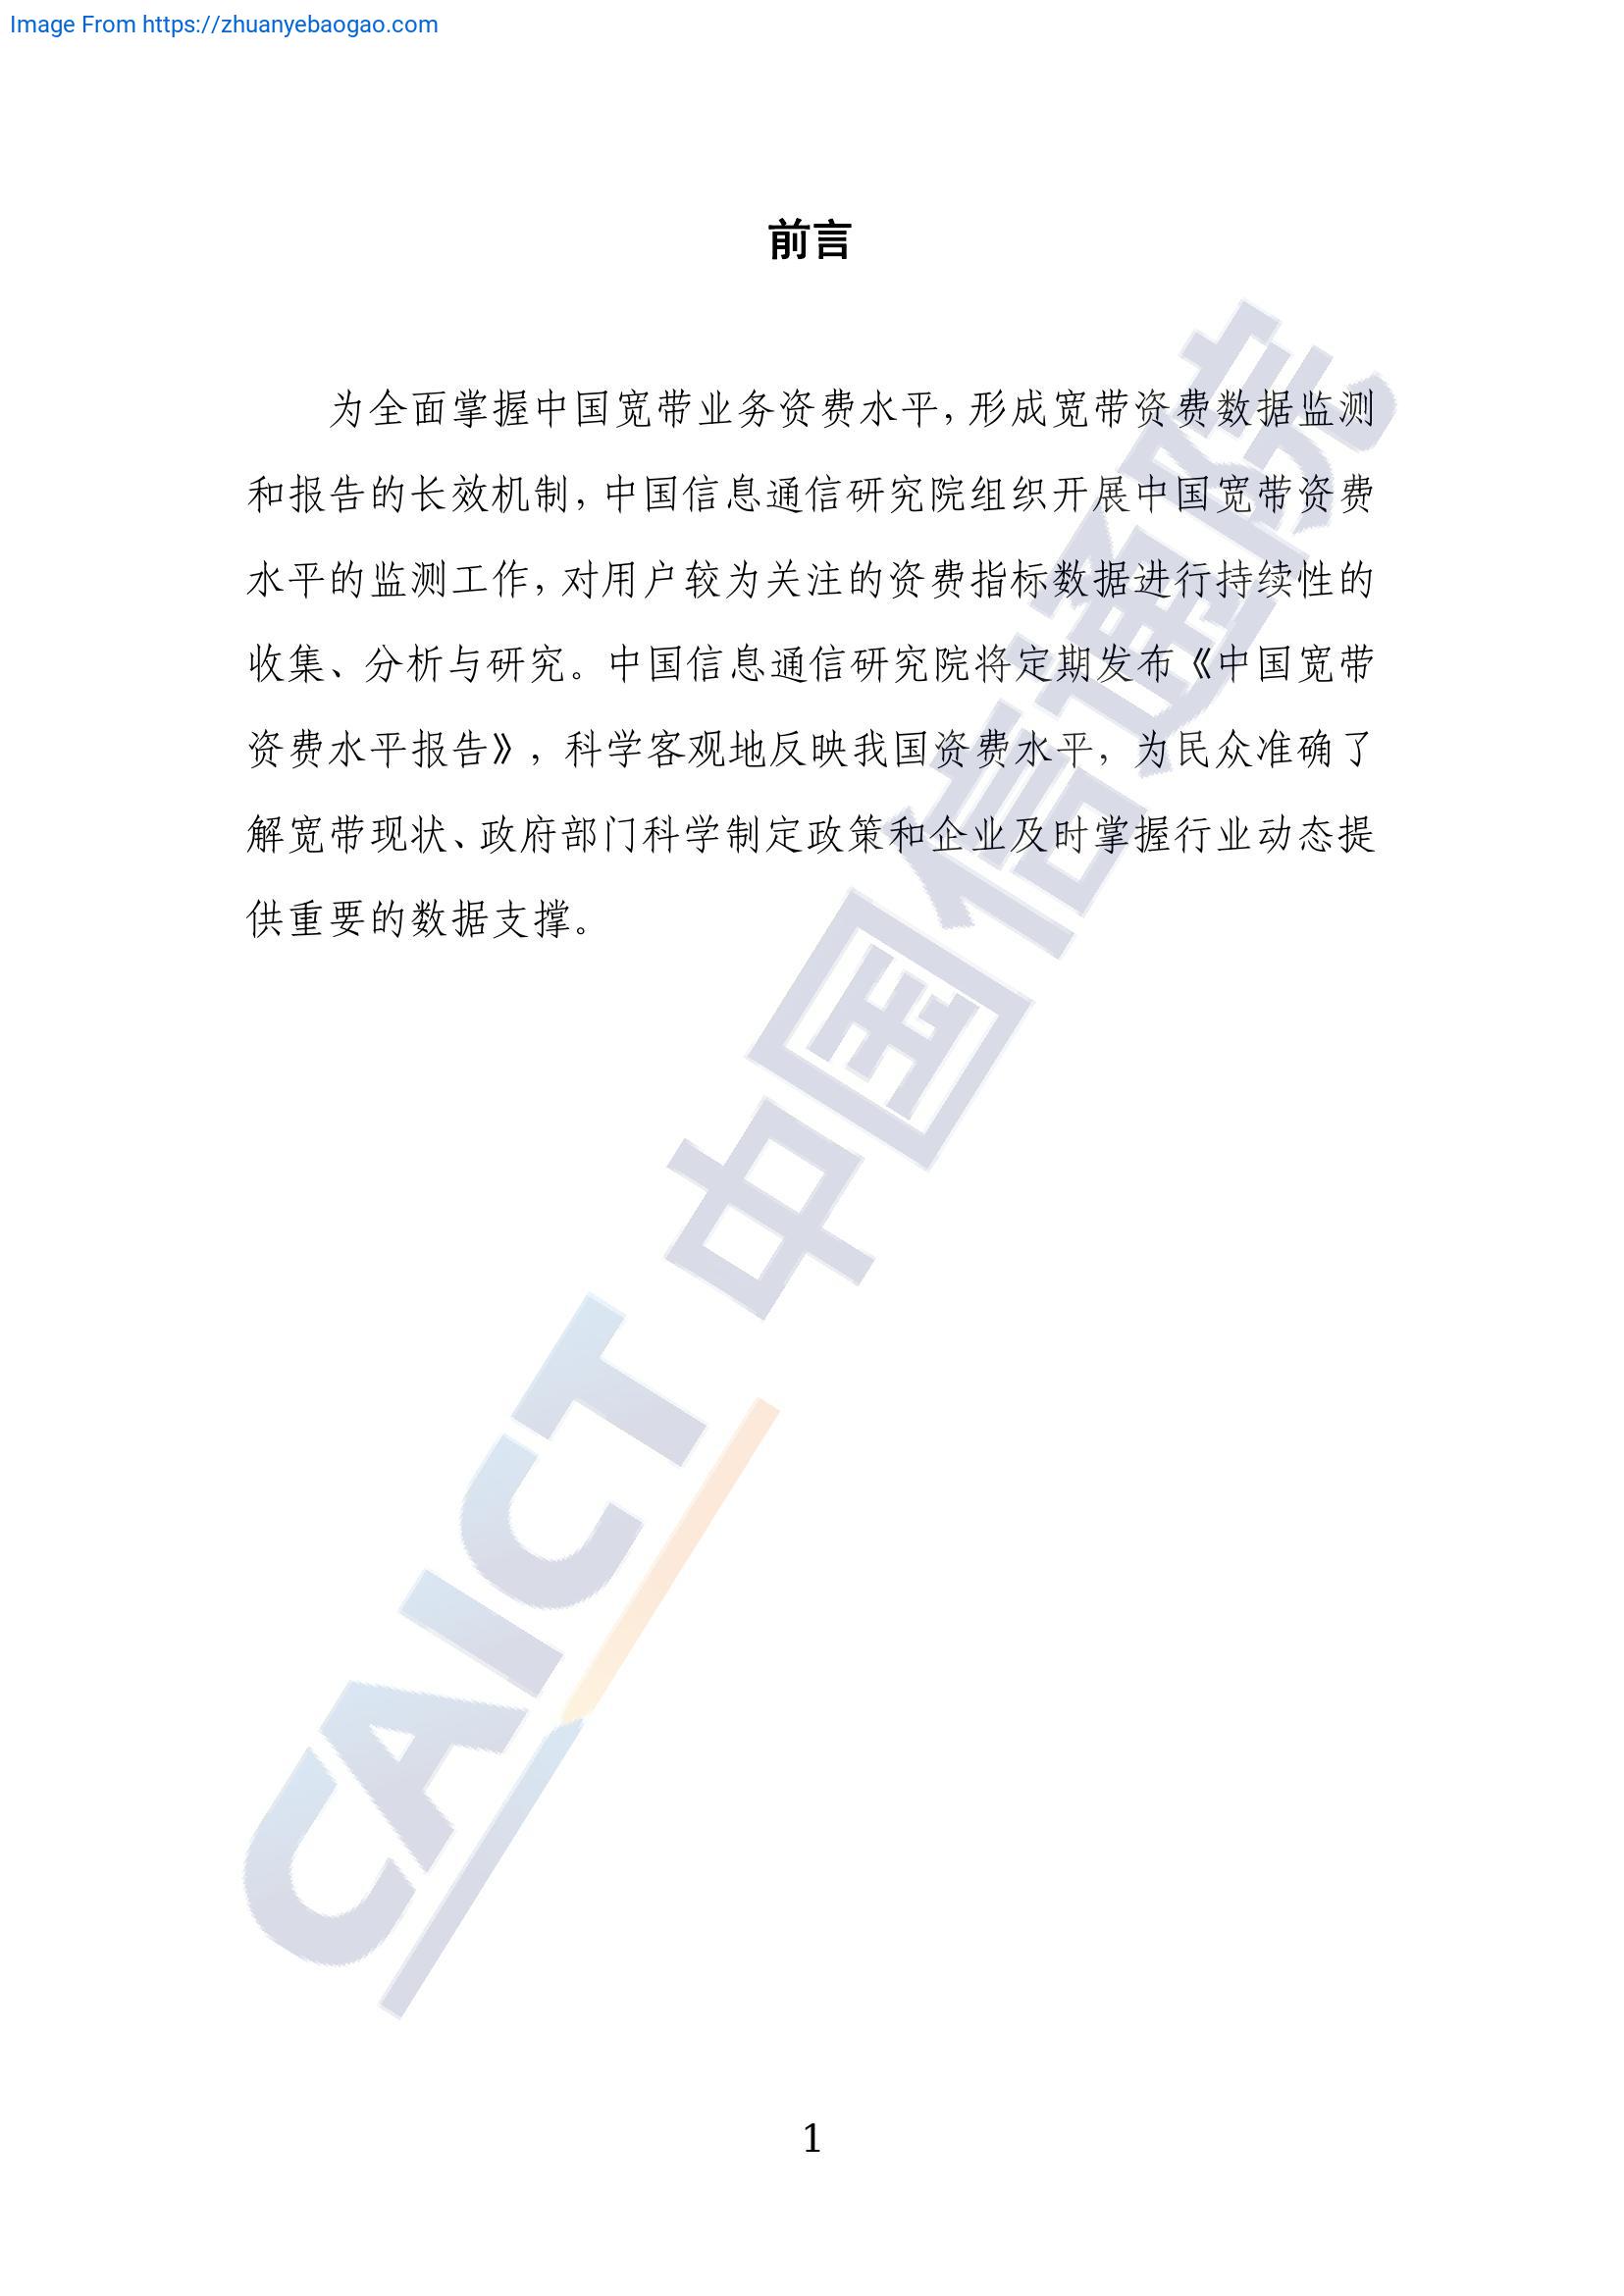 Image From https://zhuanyebaogao.com
前言
为全面掌握中国宽带业务资费水平，形成宽带资费数据监测
和报告的长效机制，中国信息通信研究院组织开展中国宽带资费
水平的监测工作，对用户较为关注的资费指标数据进行持续性的
收集、分析与研究。中国信息通信研究院将定期发布《中国宽带
资费水平报告》，科学客观地反映我国资费水平，为民众准确了
解宽带现状、政府部门科学制定政策和企业及时掌握行业动态提
供重要的数据支撑。
CAICT 中国信通院
1